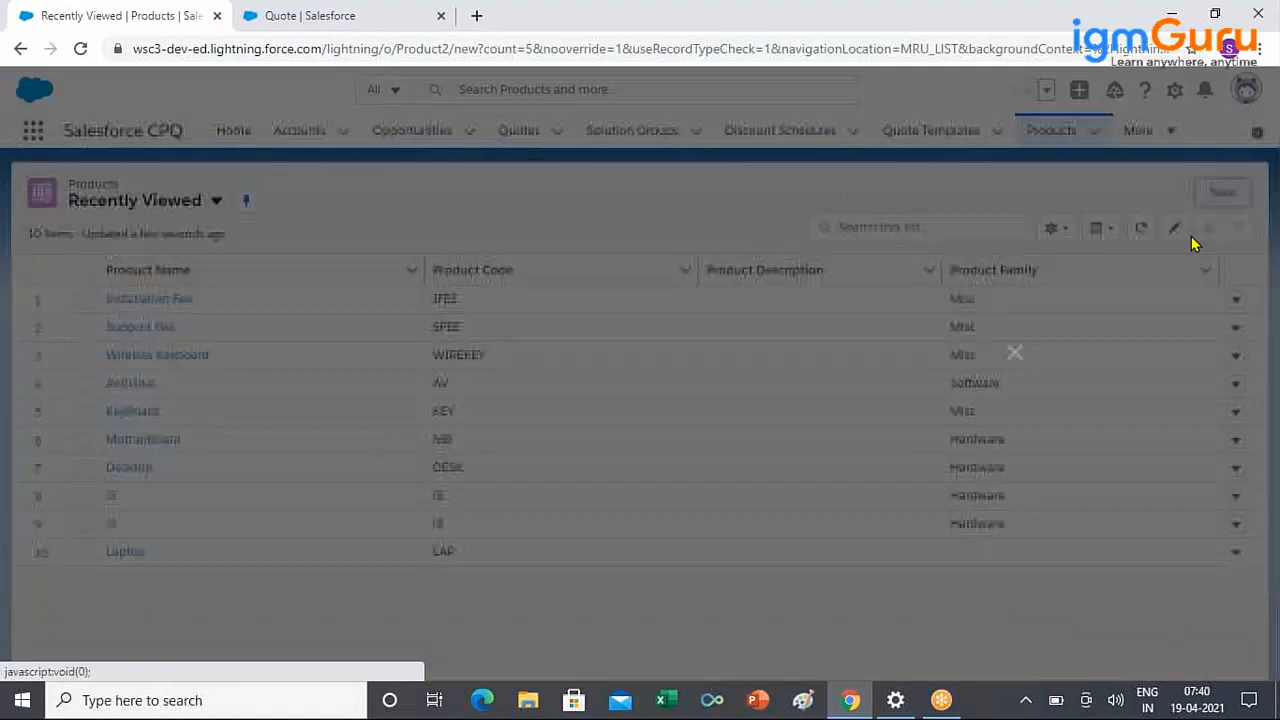 Recently Viewed | Products | Sale
Quote | Salesforce
wsc3-dev-ed.lightning.force.com/lightning/o/Product2/new?count=5&nooverride=1&useRecordTypeCheck=1&navigationLocation=MRU_LIST&backgroundContext=
igmGuru
Learn anywhere, anytime
S
All
Search Products and more...
Salesforce CPQ
Home
Accounts
Opportunities
Quotes
Solution Groups
Discount Schedules
Quote Templates
Products
More
Products
Recently Viewed
New
10 items · Updated a few seconds ago
Search this list...
Product Name
Product Code
Product Description
Product Family
1 Installation Fee IFEE Misc
2 Support Fee SFEE Misc
3 Wireless Keyboard WIREKEY Misc
4 Antivirus AV Software
5 Keyboard KEY Misc
6 Motherboard MB Hardware
7 Desktop DESK Hardware
8 Hardware
9 Hardware
10 Laptop LAP
javascript:void(0);
Type here to search
ENG
IN
07:40
19-04-2021